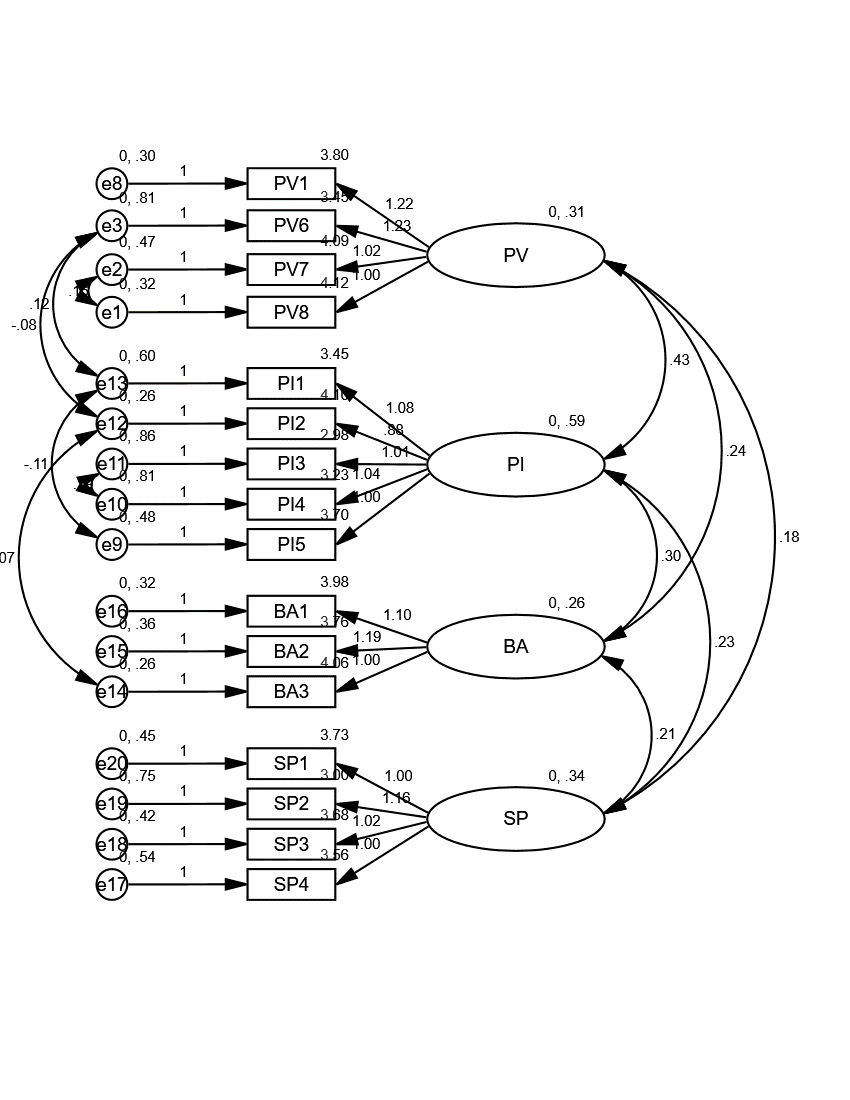 0, .30 3.80
e8 1 PV1
0, .81 3.45 1.22
e3 1 PV6 1.23 0, .31
0, .47 4.09 1.02 PV
e2 1 PV7
0, .32 4.12 1.00
e1 1 PV8
.12
-.08
0, .60 3.45 .43
e13 1 PI1
0, .26 1.08
e12 1 PI2 .88 0, .59
0, .86 2.98 1.01
e11 1 PI3 PI .24
-.11
0, .81 3.23 1.04
e10 1 PI4
0, .48 3.70
e9 1 PI5 .18
.30
0, .32 3.98
e16 1 BA1 1.10 0, .26
0, .36 3.76 1.19
e15 1 BA2 BA .23
0, .26 4.06 1.00
e14 1 BA3
.21
0, .45 3.73
e20 1 SP1 1.00 0, .34
0, .75 3.00 1.16
e19 1 SP2 SP
0, .42 3.68 1.02
e18 1 SP3
0, .54 3.56
e17 1 SP4